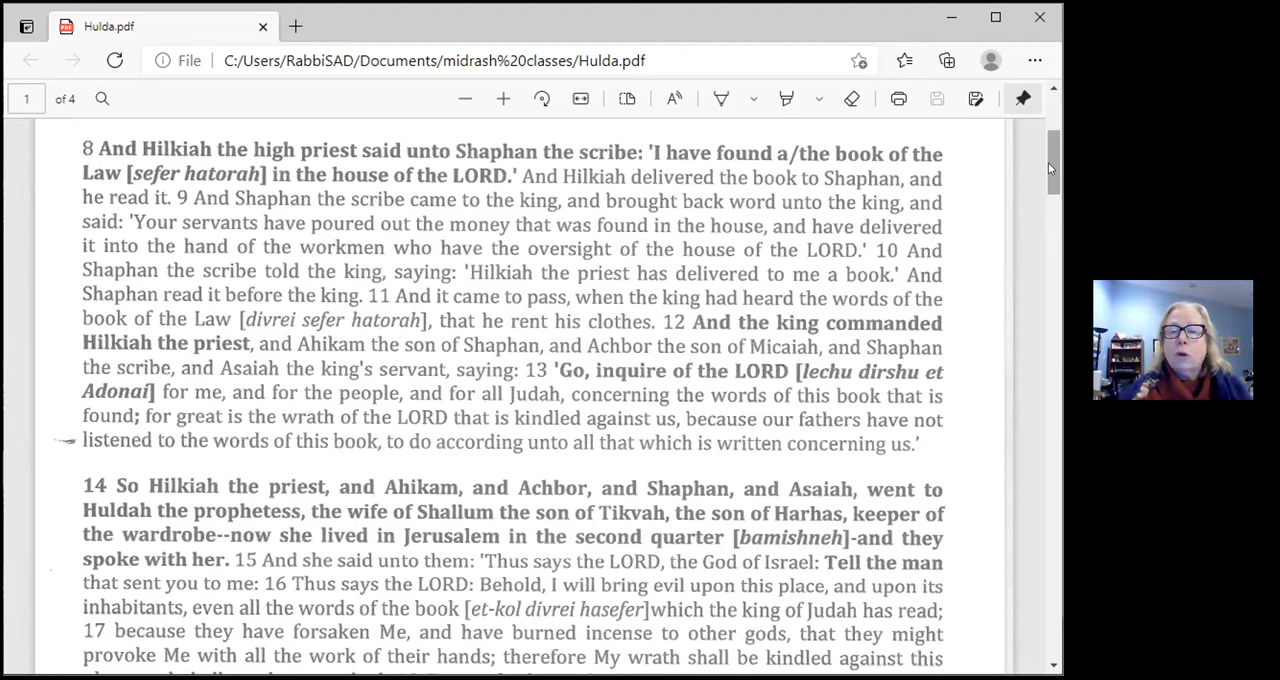 Hulda.pdf
File C:/Users/RabbiSAD/Documents/midrash%20classes/Hulda.pdf
1 of 4
8 And Hilkiah the high priest said unto Shaphan the scribe: 'I have found a/the book of the
Law [sefer hatorah] in the house of the LORD.' And Hilkiah delivered the book to Shaphan, and
he read it. 9 And Shaphan the scribe came to the king, and brought back word unto the king, and
said: 'Your servants have poured out the money that was found in the house, and have delivered
it into the hand of the workmen who have the oversight of the house of the LORD.' 10 And
Shaphan the scribe told the king, saying: 'Hilkiah the priest has delivered to me a book.' And
Shaphan read it before the king. 11 And it came to pass, when the king had heard the words of the
book of the Law [divrei sefer hatorah], that he rent his clothes. 12 And the king commanded
Hilkiah the priest, and Ahikam the son of Shaphan, and Achbor the son of Micaiah, and Shaphan
the scribe, and Asaiah the king's servant, saying: 13 'Go, inquire of the LORD [lechu dirshu et
Adonai] for me, and for the people, and for all Judah, concerning the words of this book that is
found; for great is the wrath of the LORD that is kindled against us, because our fathers have not
listened to the words of this book, to do according unto all that which is written concerning us.'
14 So Hilkiah the priest, and Ahikam, and Achbor, and Shaphan, and Asaiah, went to
Huldah the prophetess, the wife of Shallum the son of Tikvah, the son of Harhas, keeper of
the wardrobe--now she lived in Jerusalem in the second quarter [bamishneh]-and they
spoke with her. 15 And she said unto them: 'Thus says the LORD, the God of Israel: Tell the man
that sent you to me: 16 Thus says the LORD: Behold, I will bring evil upon this place, and upon its
inhabitants, even all the words of the book [et-kol divrei hasefer]which the king of Judah has read;
17 because they have forsaken Me, and have burned incense to other gods, that they might
provoke Me with all the work of their hands; therefore My wrath shall be kindled against this